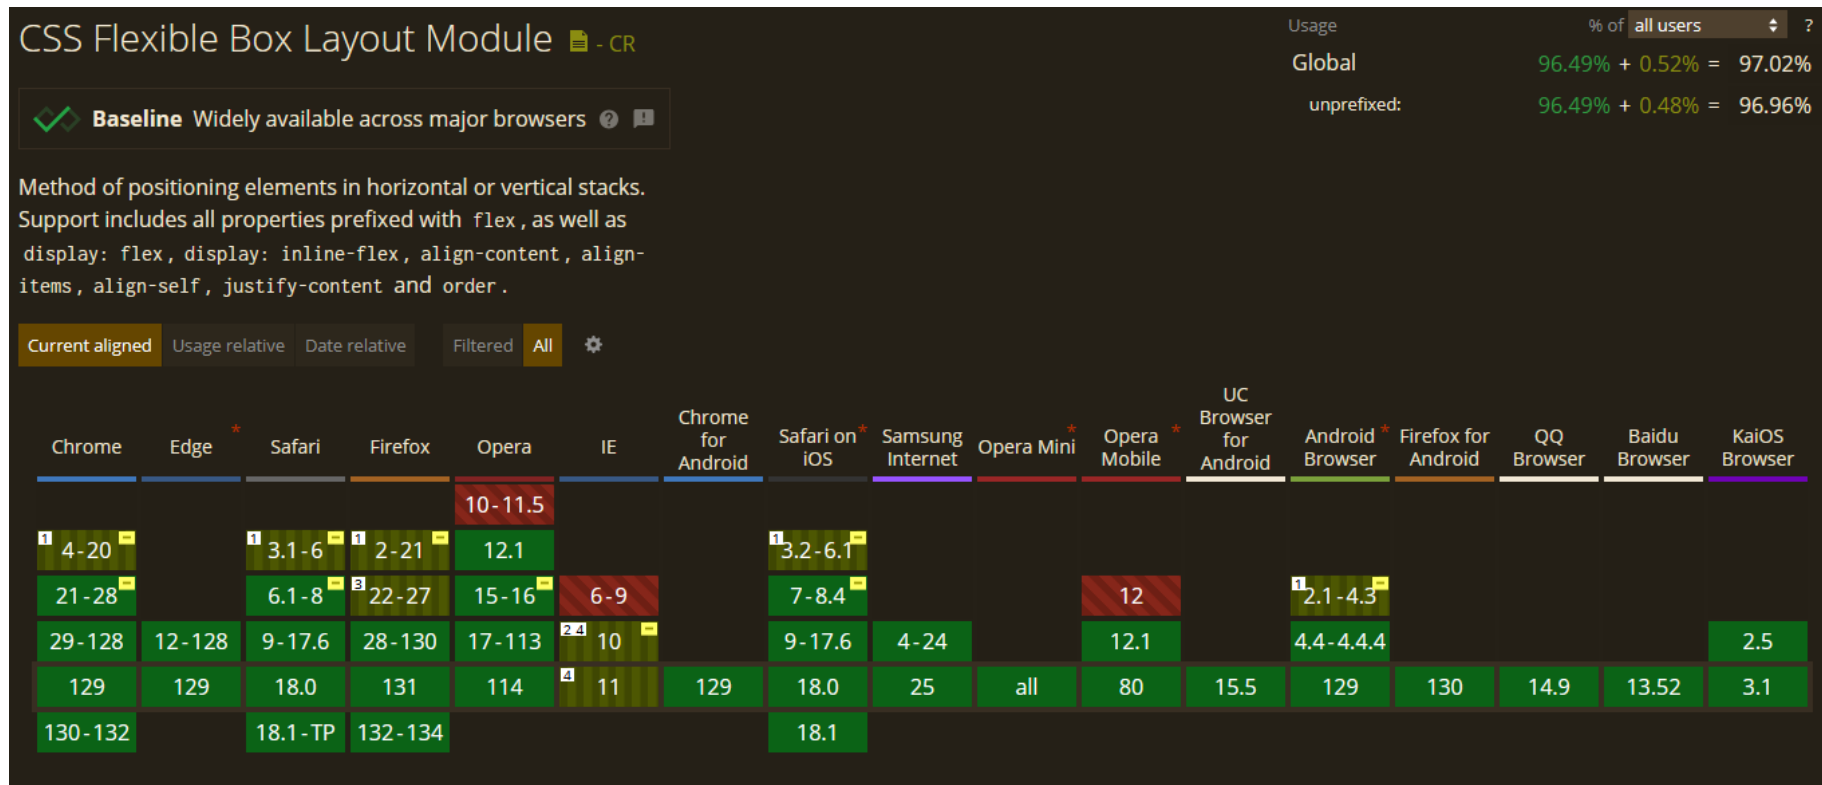 CSS Flexible Box Layout Module - CR
Usage % of all users ?
Global 96.49% + 0.52% = 97.02%
unprefixed: 96.49% + 0.48% = 96.96%
Baseline Widely available across major browsers ?
Method of positioning elements in horizontal or vertical stacks.
Support includes all properties prefixed with flex, as well as
display: flex, display: inline-flex, align-content, align-
items, align-self, justify-content and order.
Current aligned Usage relative Date relative Filtered All
Chrome Edge * Safari Firefox Opera IE Chrome for Android Safari on iOS * Samsung Internet Opera Mini * Opera Mobile * UC Browser for Android Android Browser * Firefox for Android QQ Browser Baidu Browser KaiOS Browser
10-11.5
1 4-20 - 1 3.1-6 - 1 2-21 - 12.1 1 3.2-6.1 -
21-28 - 6.1-8 - 3 22-27 15-16 - 6-9 7-8.4 - 12 1 2.1-4.3 -
29-128 12-128 9-17.6 28-130 17-113 2 4 10 - 9-17.6 4-24 12.1 4.4-4.4.4 2.5
129 129 18.0 131 114 4 11 129 18.0 25 all 80 15.5 129 130 14.9 13.52 3.1
130-132 18.1-TP 132-134 18.1